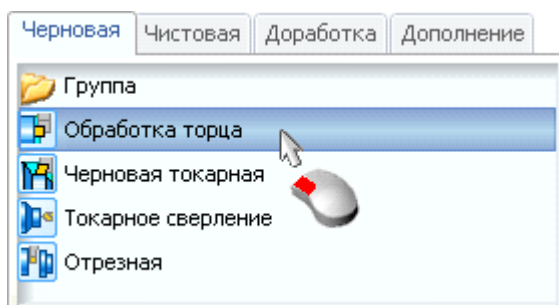 Черновая Чистовая Доработка Дополнение
Группа
Обработка торца
Черновая токарная
Токарное сверление
Отрезная